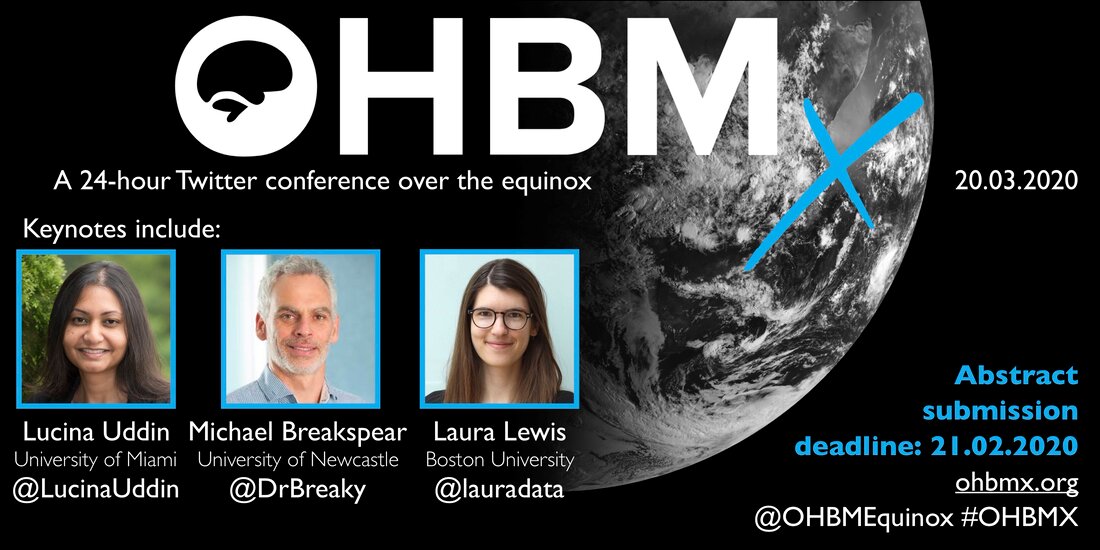 OHBM
X
A 24-hour Twitter conference over the equinox
20.03.2020
Keynotes include:
Lucina Uddin
University of Miami
@LucinaUddin
Michael Breakspear
University of Newcastle
@DrBreaky
Laura Lewis
Boston University
@lauradata
Abstract
submission
deadline: 21.02.2020
ohbmx.org
@OHBMEquinox #OHBMX